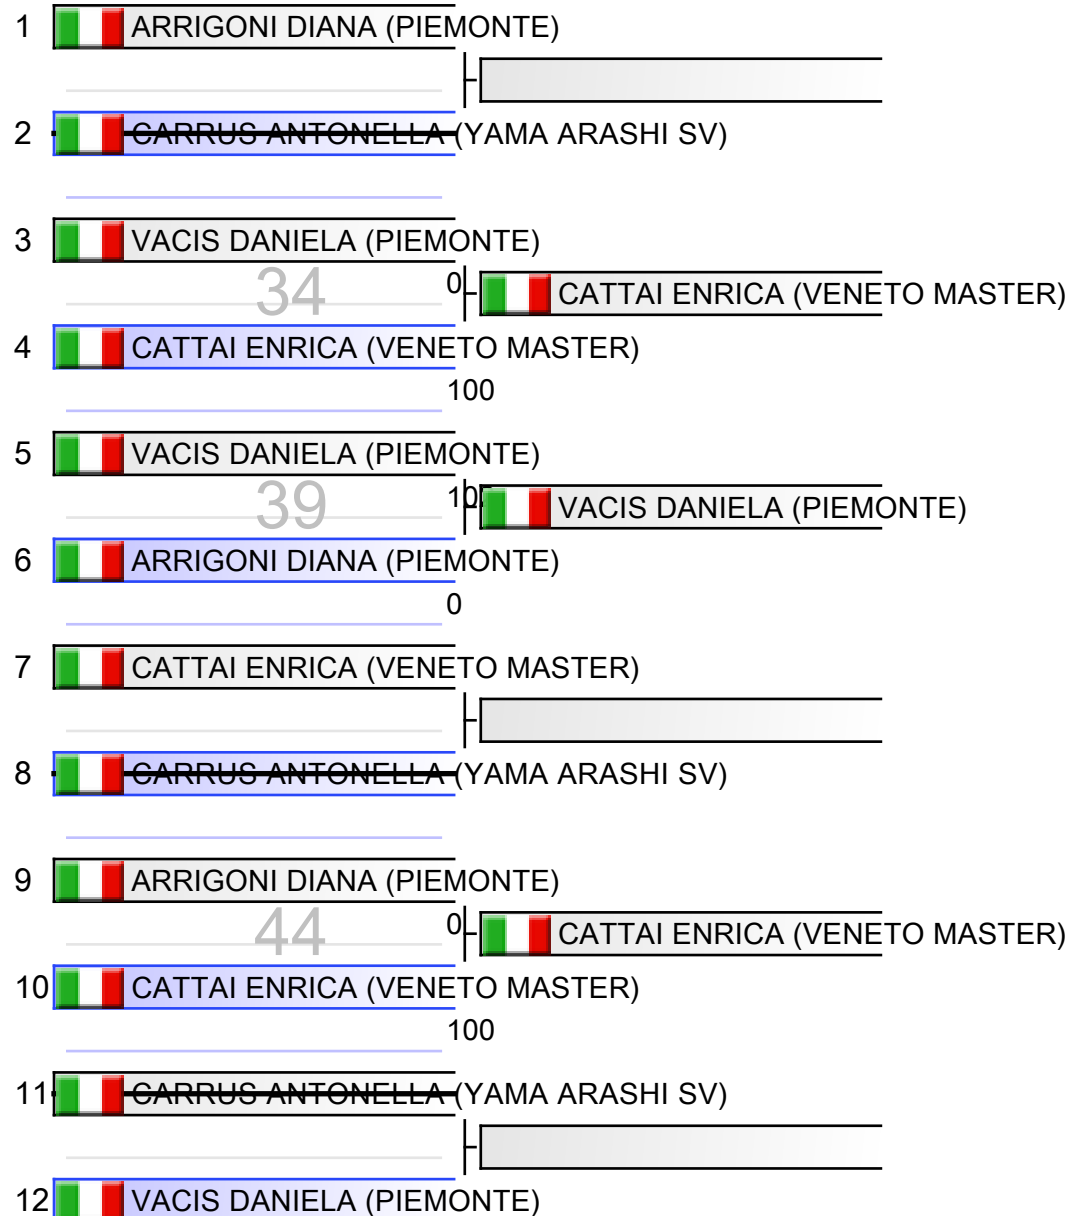 1 ARRIGONI DIANA (PIEMONTE)
2 CARRUS ANTONELLA (YAMA ARASHI SV)
3 VACIS DANIELA (PIEMONTE)
34 0 CATTAI ENRICA (VENETO MASTER)
4 CATTAI ENRICA (VENETO MASTER)
100
5 VACIS DANIELA (PIEMONTE)
39 VACIS DANIELA (PIEMONTE)
6 ARRIGONI DIANA (PIEMONTE)
0
7 CATTAI ENRICA (VENETO MASTER)
8 CARRUS ANTONELLA (YAMA ARASHI SV)
9 ARRIGONI DIANA (PIEMONTE)
44 0 CATTAI ENRICA (VENETO MASTER)
10 CATTAI ENRICA (VENETO MASTER)
100
11 CARRUS ANTONELLA (YAMA ARASHI SV)
12 VACIS DANIELA (PIEMONTE)